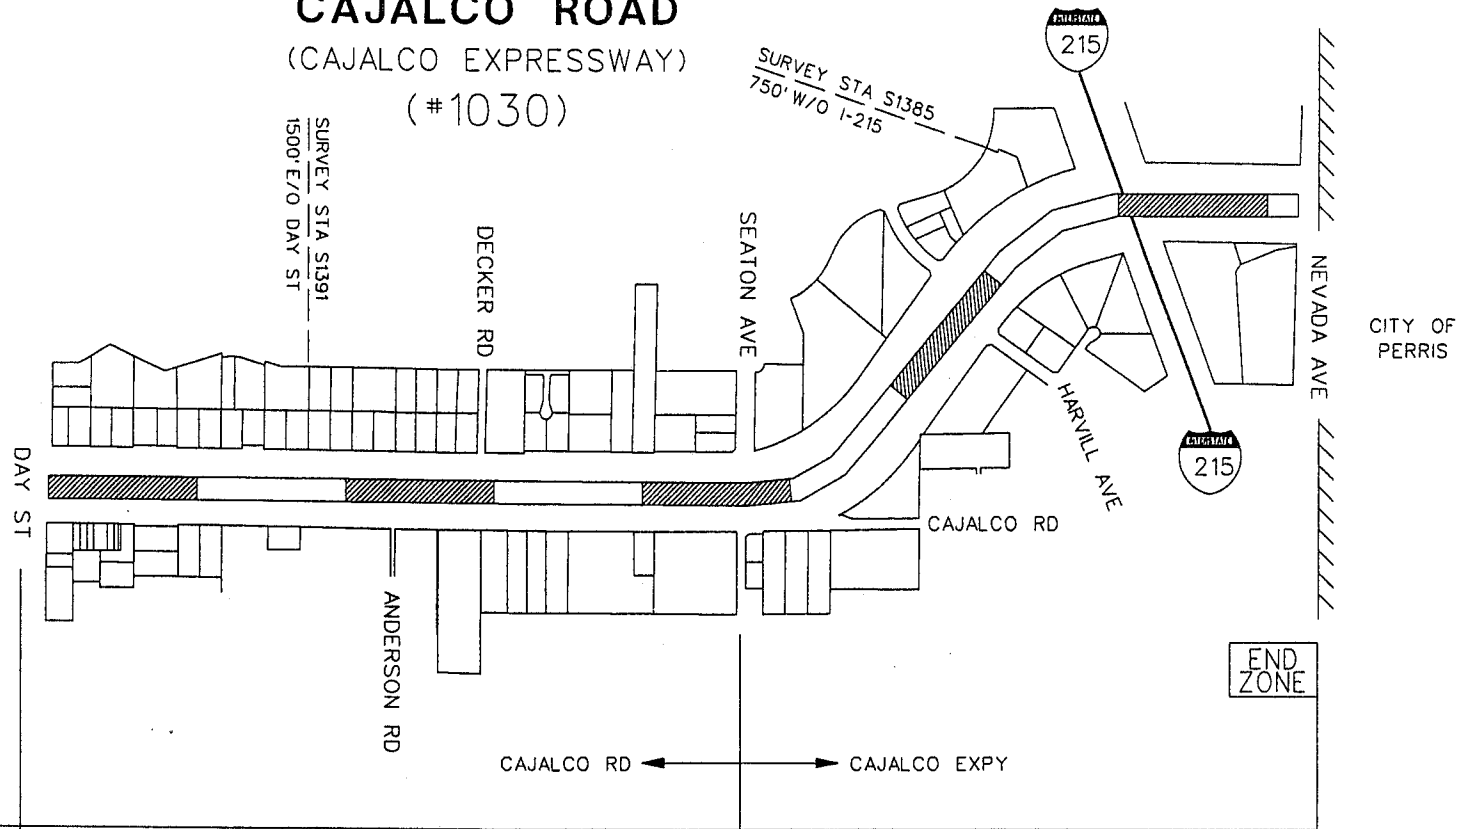 CAJALCO ROAD
(CAJALCO EXPRESSWAY)
(#1030)
INTERSTATE
215
SURVEY STA S1385
750' W/O I-215
SURVEY STA S1391
1500' E/O DAY ST
DECKER RD
SEATON AVE
NEVADA AVE
CITY OF
PERRIS
HARVILL AVE
INTERSTATE
215
DAY ST
CAJALCO RD
ANDERSON RD
END
ZONE
CAJALCO RD
CAJALCO EXPY